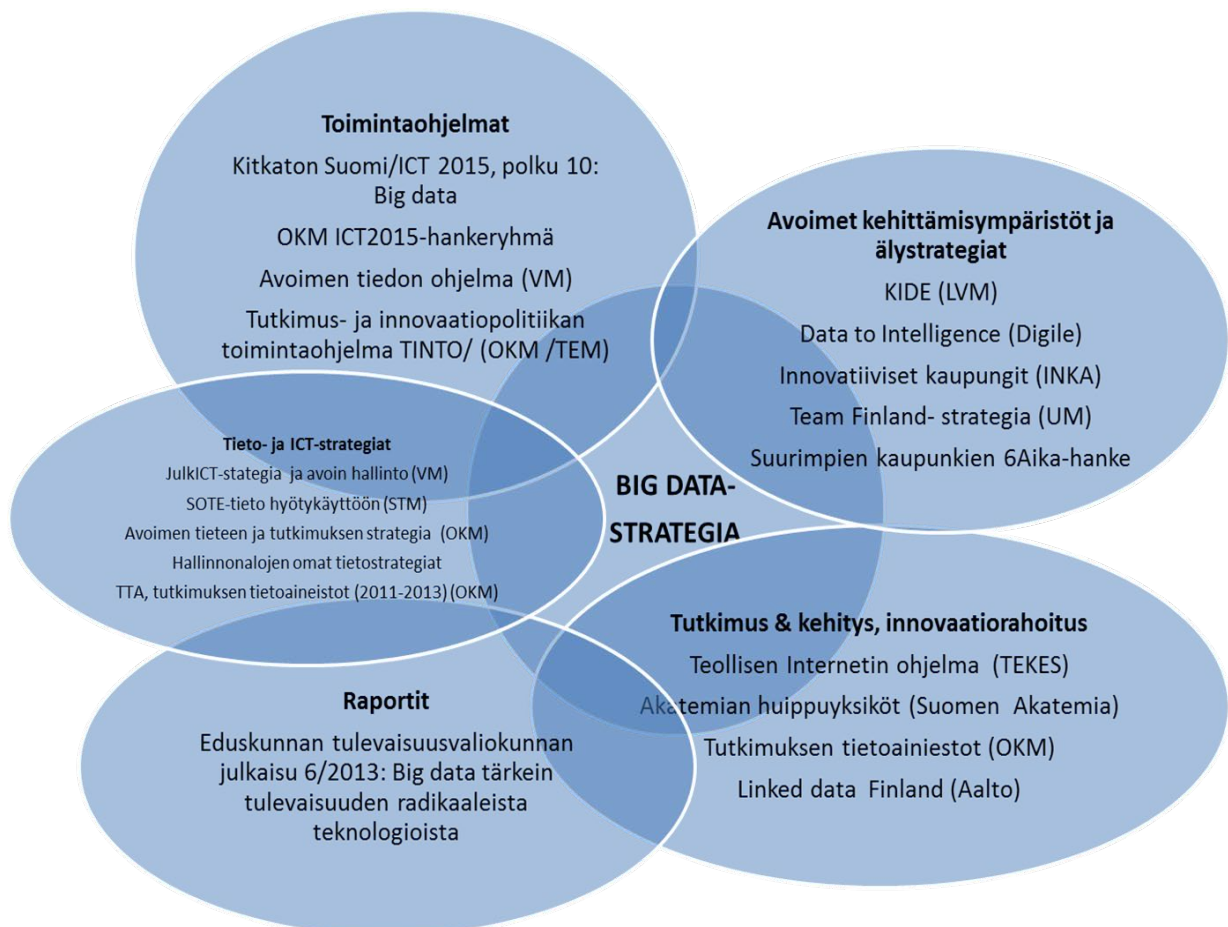 Toimintaohjelmat
Kitkaton Suomi/ICT 2015, polku 10:
Big data
OKM ICT2015-hankeryhmä
Avoimen tiedon ohjelma (VM)
Tutkimus- ja innovaatiopolitiikan
toimintaohjelma TINTO/ (OKM /TEM)
Avoimet kehittämisympäristöt ja
älystrategiat
KIDE (LVM)
Data to Intelligence (Digile)
Innovatiiviset kaupungit (INKA)
Team Finland- strategia (UM)
Suurimpien kaupunkien 6Aika-hanke
Tieto- ja ICT-strategiat
JulkICT-stategia ja avoin hallinto (VM)
SOTE-tieto hyötykäyttöön (STM)
Avoimen tieteen ja tutkimuksen strategia (OKM)
Hallinnonalojen omat tietostrategiat
TTA, tutkimuksen tietoaineistot (2011-2013) (OKM)
BIG DATA-
STRATEGIA
Tutkimus & kehitys, innovaatiorahoitus
Teollisen Internetin ohjelma (TEKES)
Akatemian huippuyksiköt (Suomen Akatemia)
Tutkimuksen tietoainiestot (OKM)
Linked data Finland (Aalto)
Raportit
Eduskunnan tulevaisuusvaliokunnan
julkaisu 6/2013: Big data tärkein
tulevaisuuden radikaaleista
teknologioista